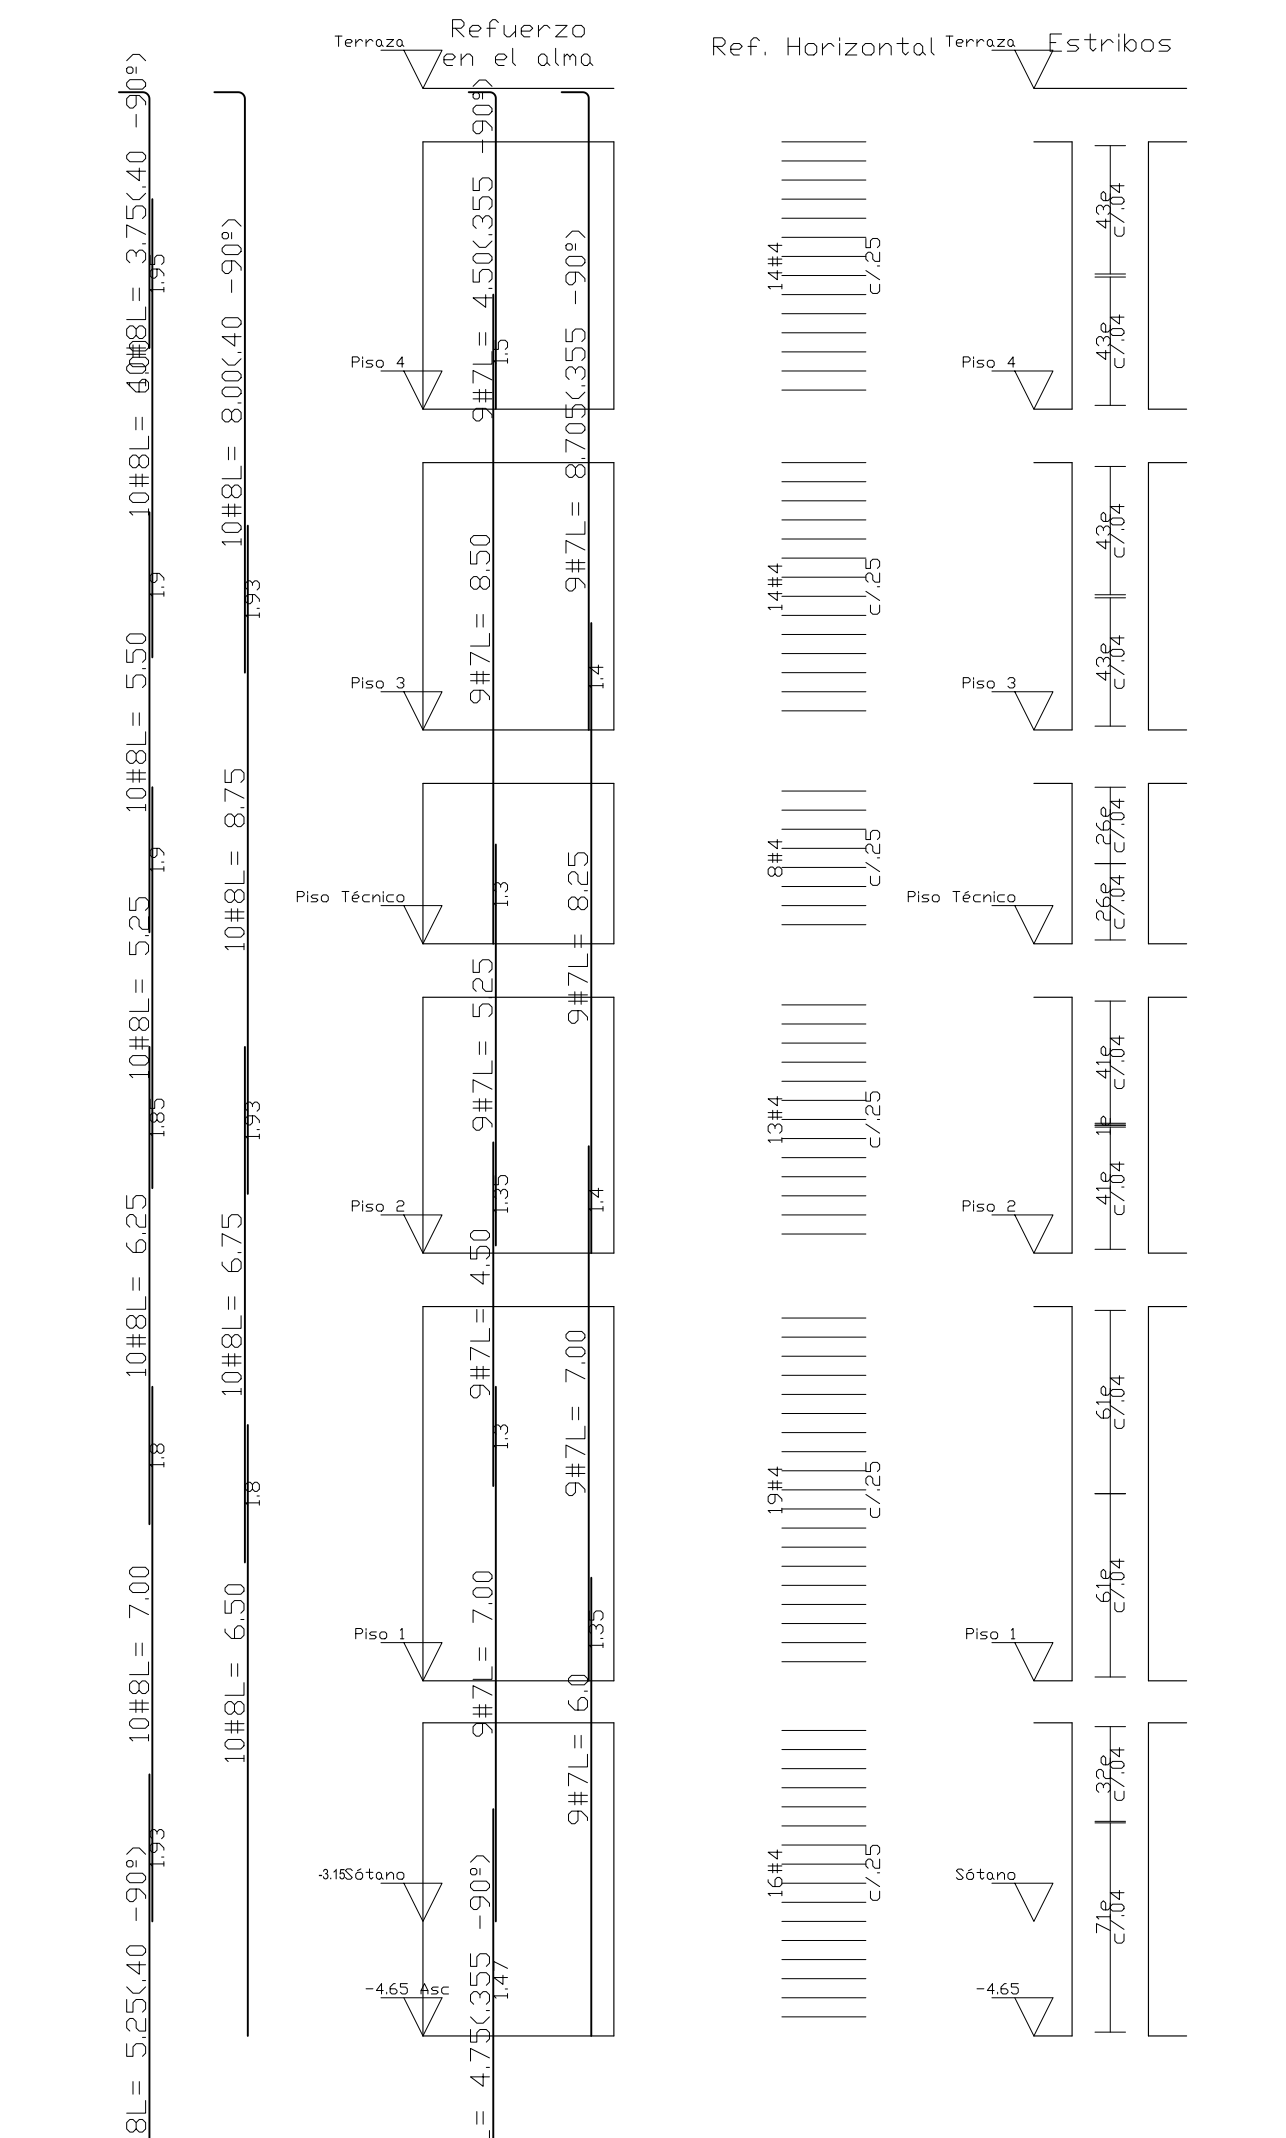 Refuerzo
en el alma
Ref. Horizontal
Estribos
Terraza
Terraza
10#8L= 3.75(.40 -90º)
1.95
10#8L= 6.00
1.9
10#8L= 5.50
1.9
10#8L= 5.25
1.85
10#8L= 6.25
1.8
10#8L= 7.00
1.93
8L= 5.25(.40 -90º)
10#8L= 8.00(.40 -90º)
1.93
10#8L= 8.75
1.93
10#8L= 6.75
1.8
10#8L= 6.50
Piso 4
Piso 3
Piso Técnico
Piso 2
Piso 1
-3.15
Sótano
-4.65 Asc
9#7L= 4.50(.355 -90º)
1.5
9#7L= 8.50
1.3
9#7L= 5.25
1.35
9#7L= 4.50
1.3
9#7L= 7.00
1.47
= 4.75(.355 -90º)
9#7L= 8.705(.355 -90º)
1.4
9#7L= 8.25
1.4
9#7L= 7.00
1.35
9#7L= 6.0
14#4
c/.25
14#4
c/.25
8#4
c/.25
13#4
c/.25
19#4
c/.25
16#4
c/.25
Piso 4
Piso 3
Piso Técnico
Piso 2
Piso 1
Sótano
-4.65
43e
c/.04
43e
c/.04
43e
c/.04
43e
c/.04
26e
c/.04
26e
c/.04
41e
c/.04
1e
41e
c/.04
61e
c/.04
61e
c/.04
32e
c/.04
71e
c/.04